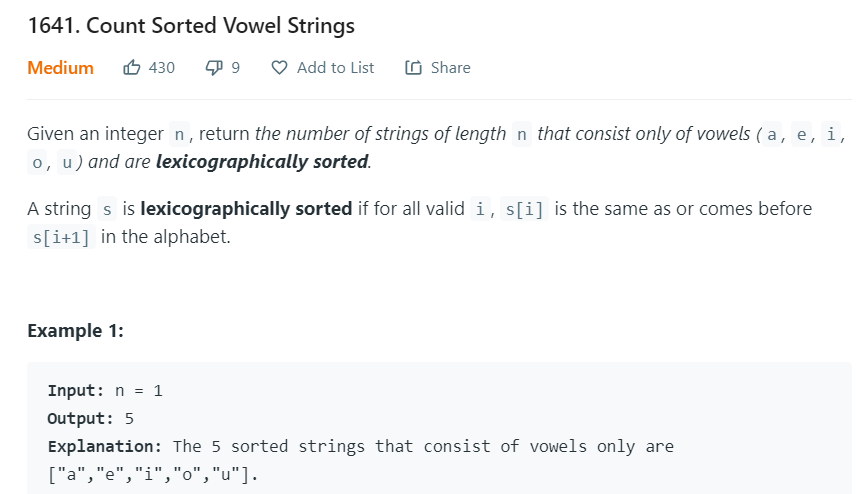 1641. Count Sorted Vowel Strings
Medium 430 9 Add to List Share
Given an integer n, return the number of strings of length n that consist only of vowels (a, e, i,
o, u) and are lexicographically sorted.
A string s is lexicographically sorted if for all valid i, s[i] is the same as or comes before
s[i+1] in the alphabet.
Example 1:
Input: n = 1
Output: 5
Explanation: The 5 sorted strings that consist of vowels only are
["a","e","i","o","u"].